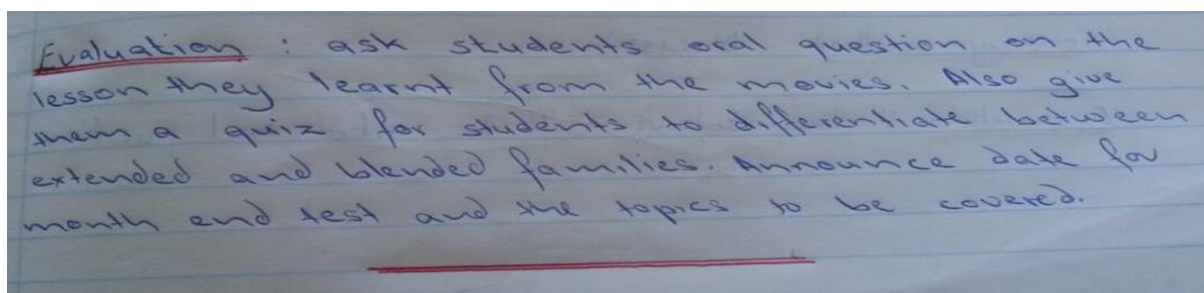 Evaluation : ask students oral question on the
lesson they learnt from the movies. Also give
them a quiz for students to differentiate between
extended and blended families. Announce date for
month end test and the topics to be covered.